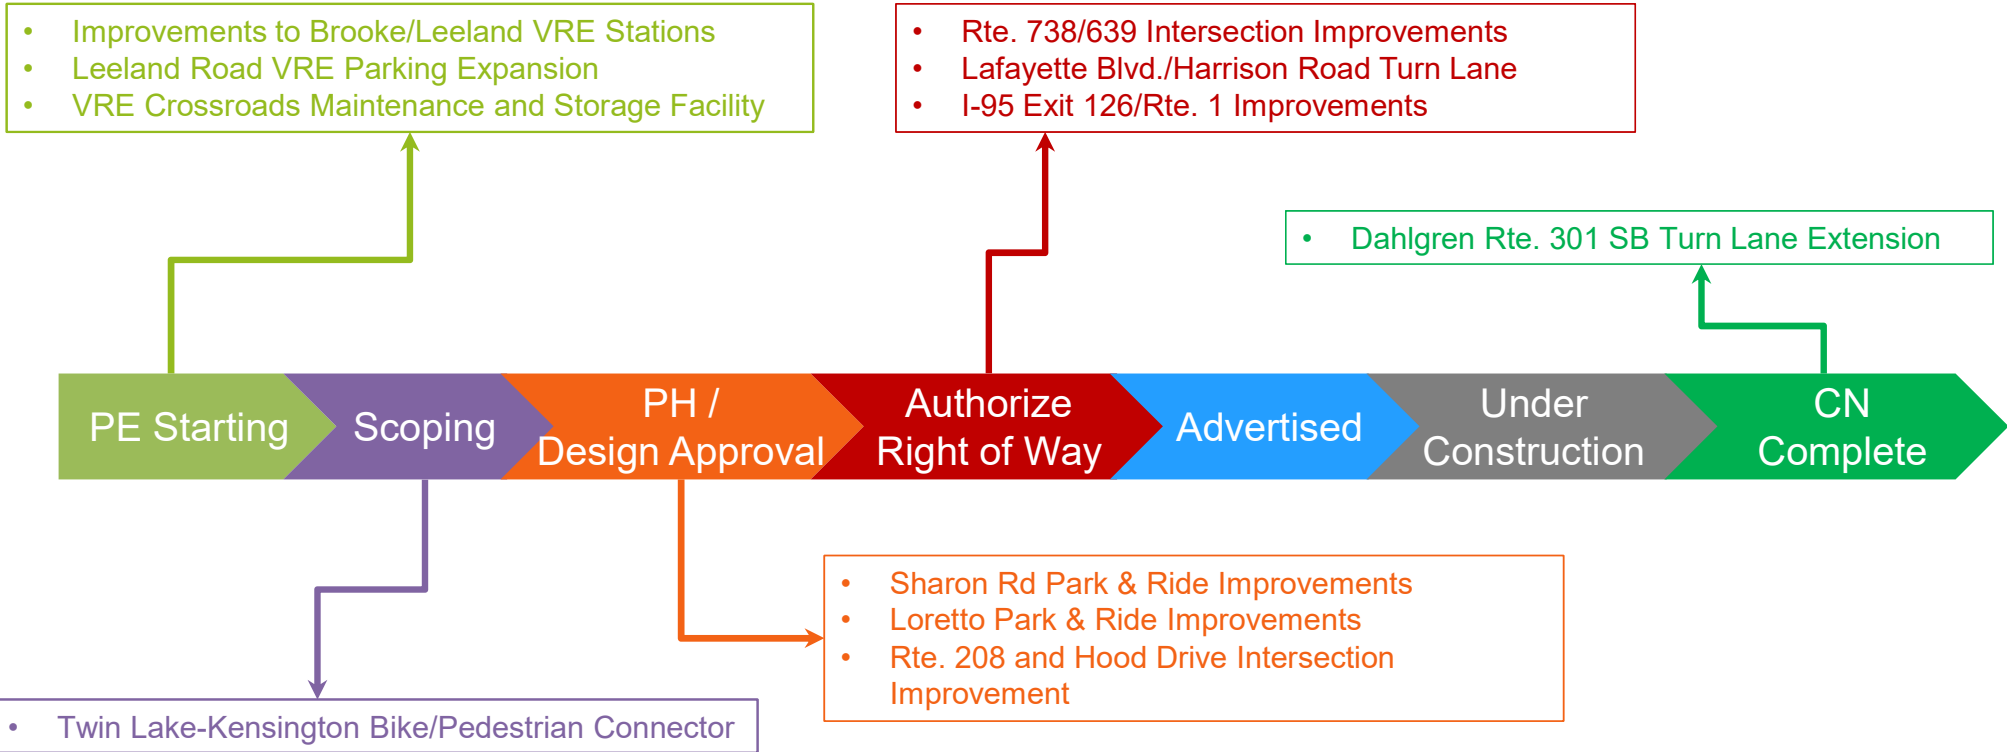 • Improvements to Brooke/Leeland VRE Stations
• Leeland Road VRE Parking Expansion
• VRE Crossroads Maintenance and Storage Facility
• Rte. 738/639 Intersection Improvements
• Lafayette Blvd./Harrison Road Turn Lane
• I-95 Exit 126/Rte. 1 Improvements
• Dahlgren Rte. 301 SB Turn Lane Extension
PE Starting
Scoping
PH /
Design Approval
Authorize
Right of Way
Advertised
Under
Construction
CN
Complete
• Sharon Rd Park & Ride Improvements
• Loretto Park & Ride Improvements
• Rte. 208 and Hood Drive Intersection
Improvement
• Twin Lake-Kensington Bike/Pedestrian Connector